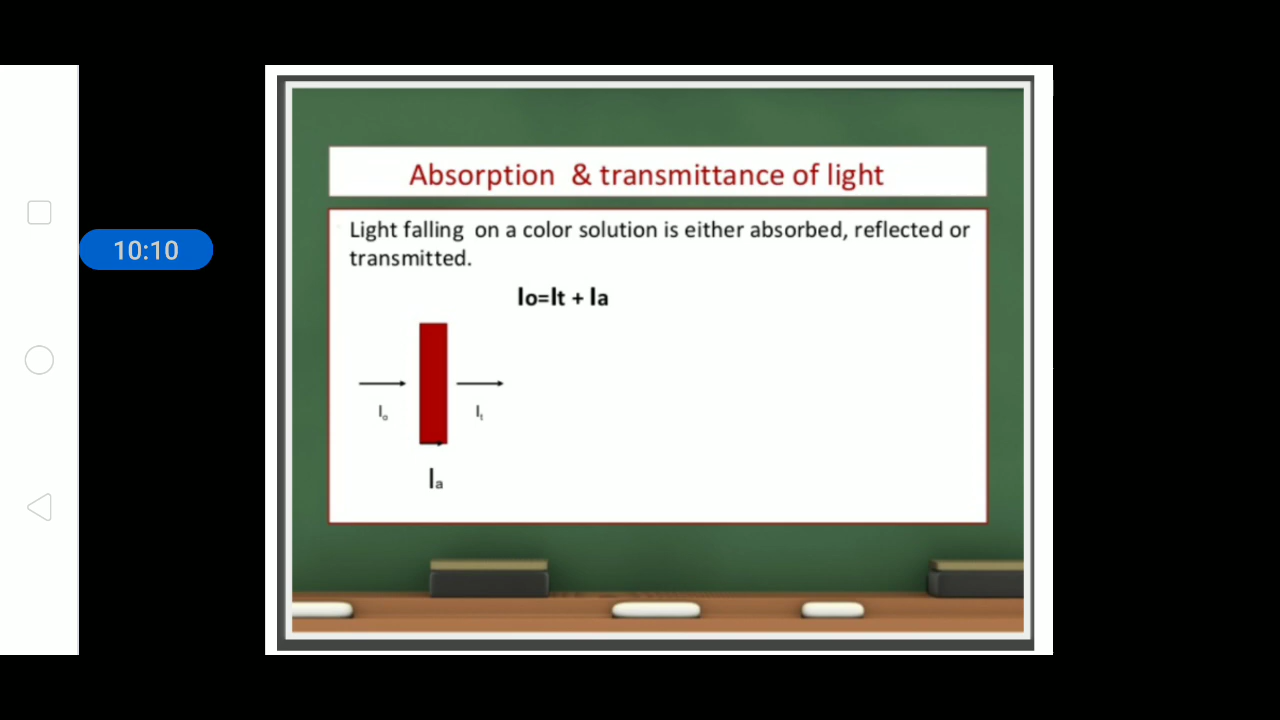 Absorption & transmittance of light
10:10
Light falling on a color solution is either absorbed, reflected or
transmitted.
Io=It + Ia
Io It
Ia